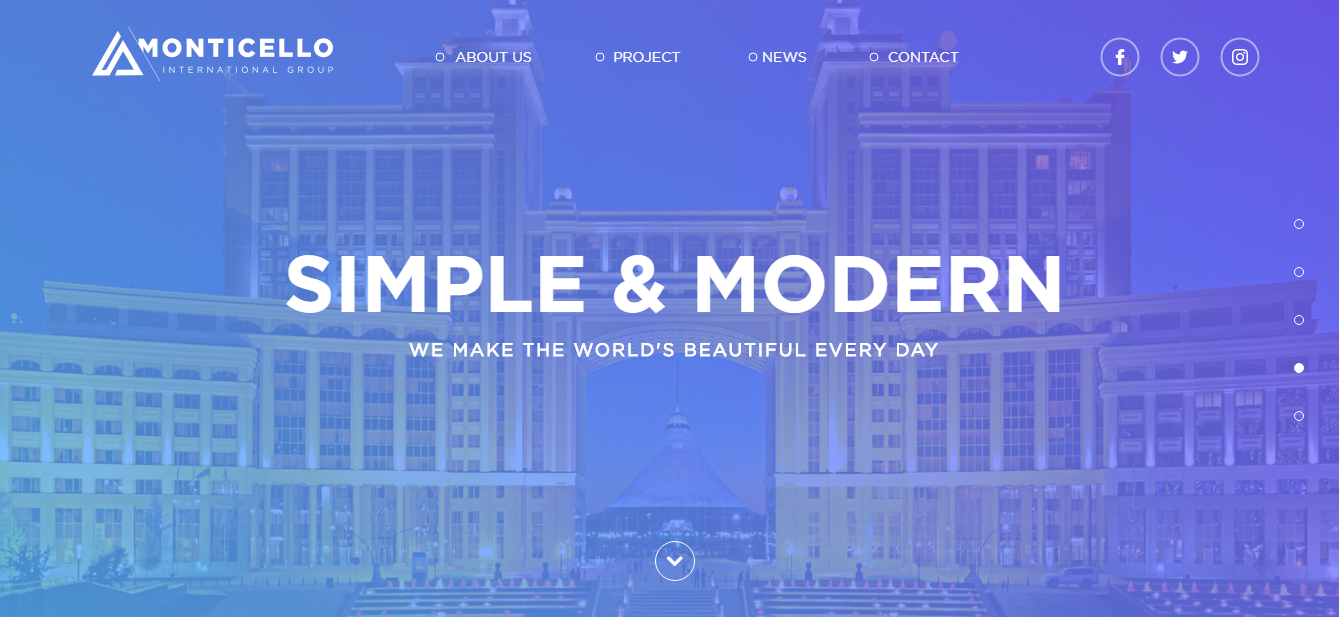 MONTICELLO
INTERNATIONAL GROUP
ABOUT US
PROJECT
NEWS
CONTACT
SIMPLE & MODERN
WE MAKE THE WORLD'S BEAUTIFUL EVERY DAY